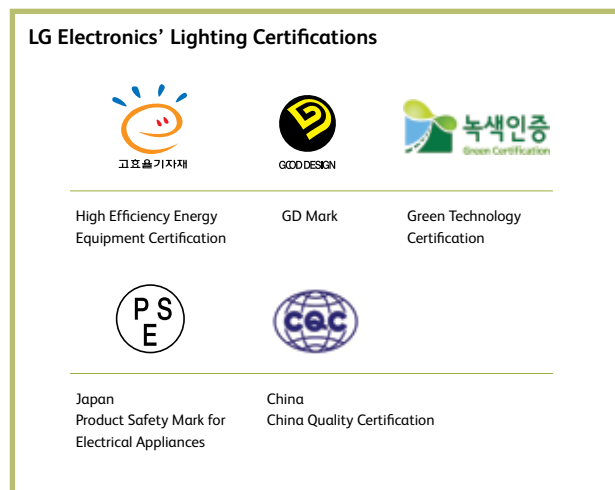 LG Electronics’ Lighting Certifications
고효율기자재
GOOD DESIGN
녹색인증
Green Certification
High Efficiency Energy
Equipment Certification
GD Mark
Green Technology
Certification
P S
E
CQC
Japan
Product Safety Mark for
Electrical Appliances
China
China Quality Certification